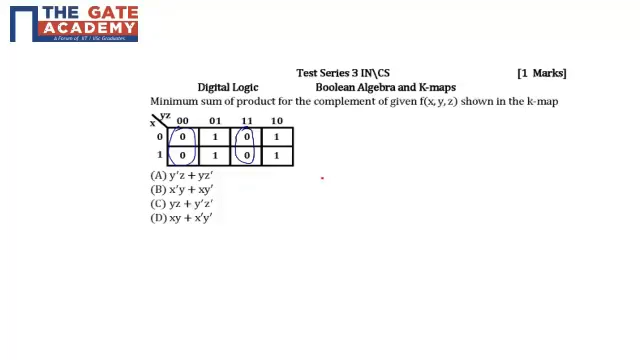 THE GATE
ACADEMY
A Forum of IIT / IISc Graduates
Test Series 3 IN\CS [1 Marks]
Digital Logic Boolean Algebra and K-maps
Minimum sum of product for the complement of given f(x, y, z) shown in the k-map
yz
x 00 01 11 10
0 0 1 0 1
1 0 1 0 1
(A) y′z + yz′
(B) x′y + xy′
(C) yz + y′z′
(D) xy + x′y′